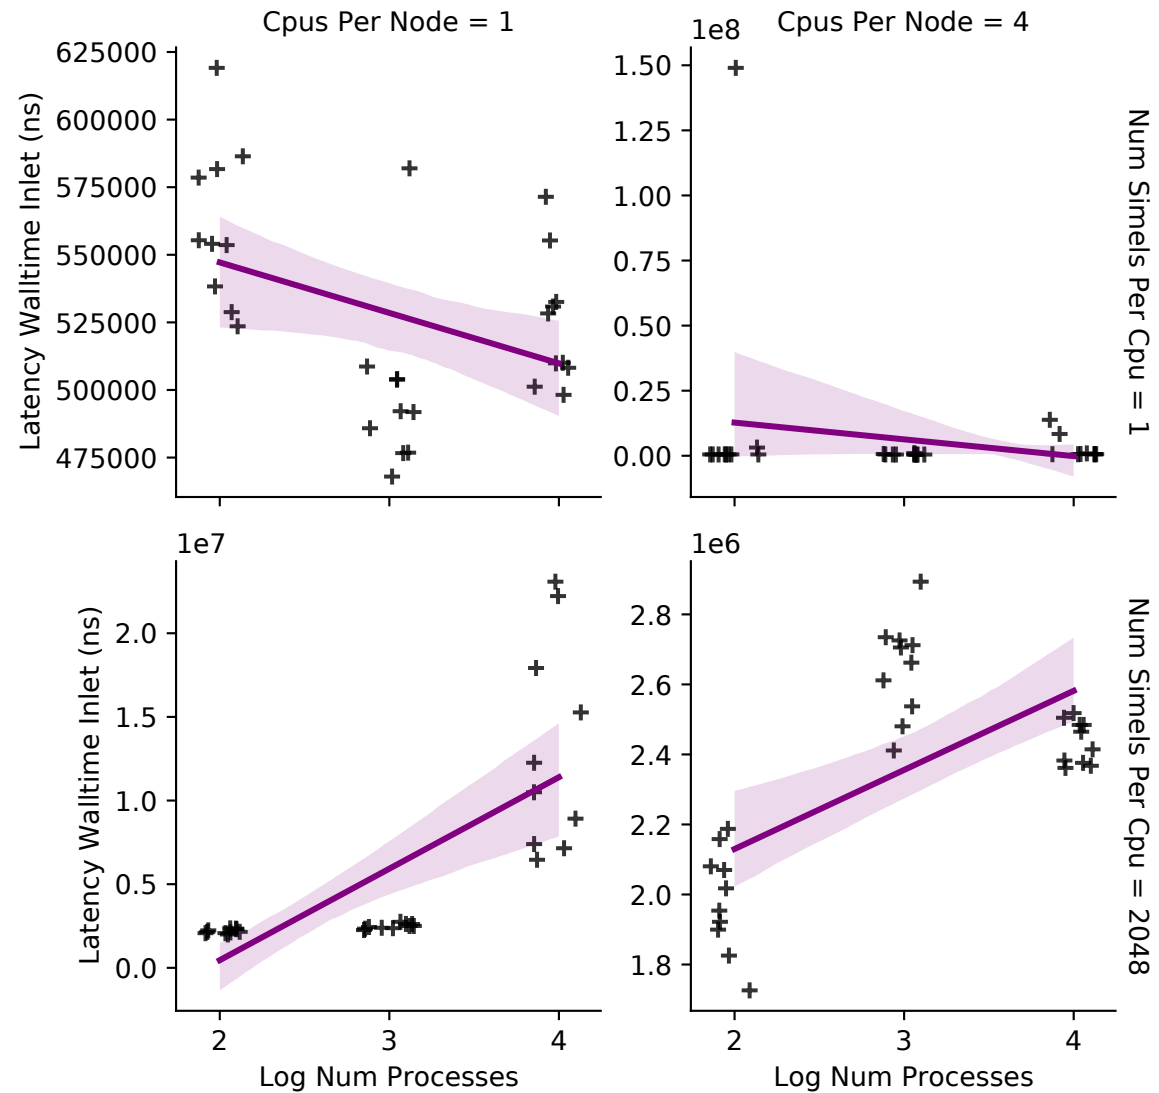 Cpus Per Node = 1
Cpus Per Node = 4
1e8
625000
600000
575000
550000
525000
500000
475000
Latency Walltime Inlet (ns)
1.50
1.25
1.00
0.75
0.50
0.25
0.00
Num Simels Per Cpu = 1
1e7
2.0
1.5
1.0
0.5
0.0
Latency Walltime Inlet (ns)
2 3 4
Log Num Processes
1e6
2.8
2.6
2.4
2.2
2.0
1.8
2 3 4
Log Num Processes
Num Simels Per Cpu = 2048